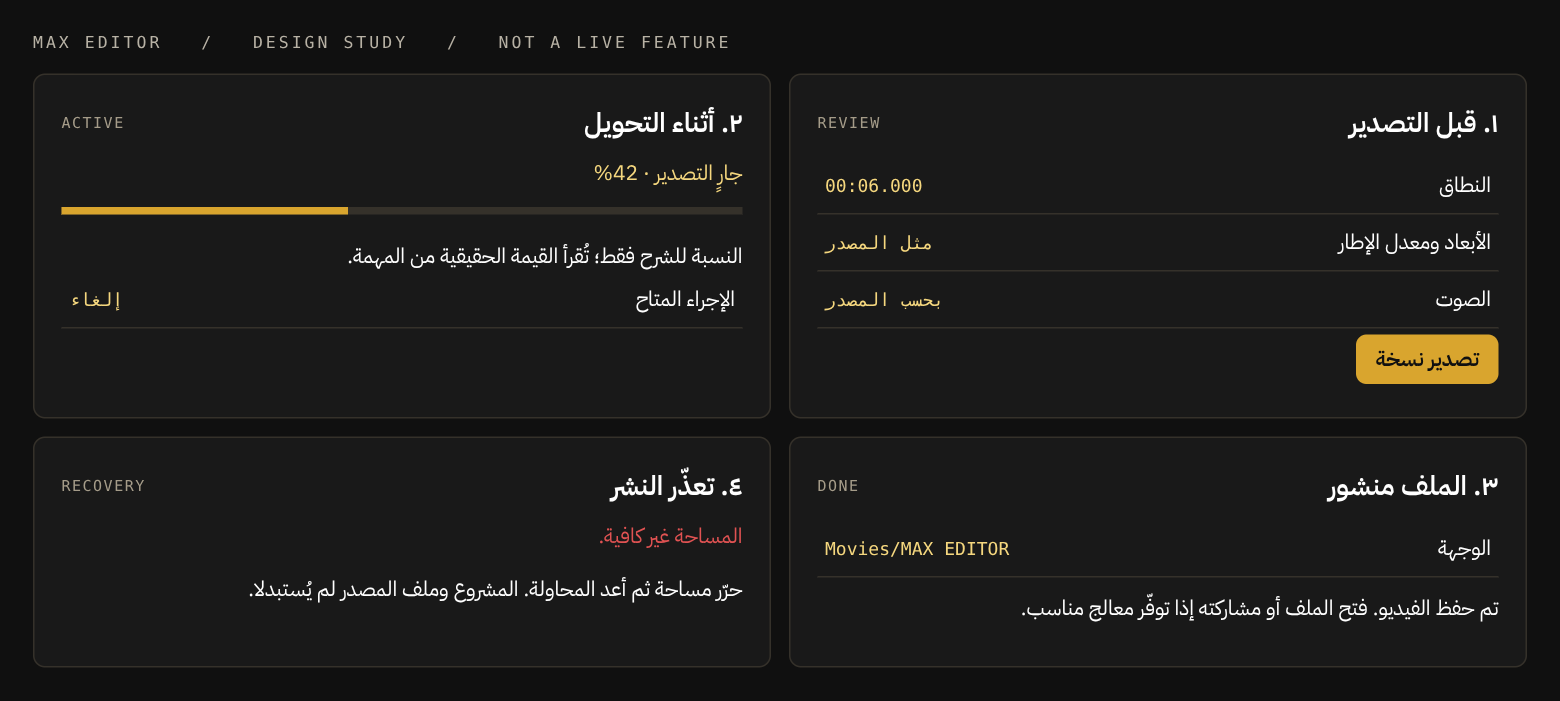 MAX EDITOR / DESIGN STUDY / NOT A LIVE FEATURE
١. قبل التصدير
REVIEW
النطاق
00:06.000
الأبعاد ومعدل الإطار
مثل المصدر
الصوت
بحسب المصدر
تصدير نسخة
٢. أثناء التحويل
ACTIVE
جارٍ التصدير · 42%
النسبة للشرح فقط؛ تُقرأ القيمة الحقيقية من المهمة.
الإجراء المتاح
إلغاء
٣. الملف منشور
DONE
الوجهة
Movies/MAX EDITOR
تم حفظ الفيديو. فتح الملف أو مشاركته إذا توفّر معالج مناسب.
٤. تعذّر النشر
RECOVERY
المساحة غير كافية.
حرّر مساحة ثم أعد المحاولة. المشروع وملف المصدر لم يُستبدلا.